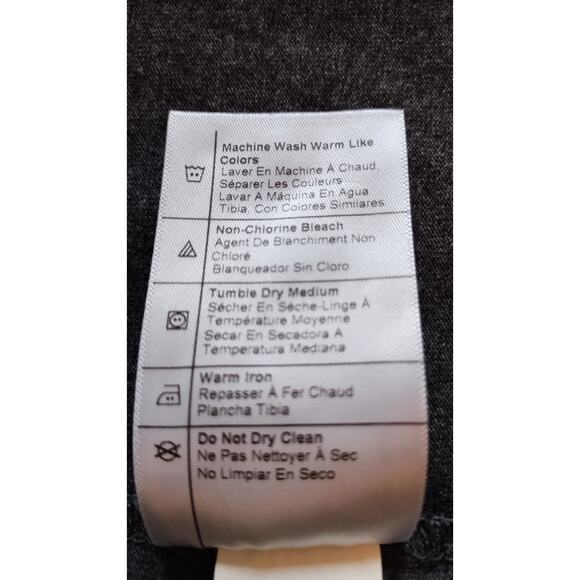 Machine Wash Warm Like
Colors
Laver En Machine À Chaud,
Séparer Les Couleurs
Lavar A Máquina En Agua
Tibia, Con Colores Similares
Non-Chlorine Bleach
Agent De Blanchiment Non
Chloré
Blanqueador Sin Cloro
Tumble Dry Medium
Sécher En Sèche-Linge À
Température Moyenne
Secar En Secadora A
Temperatura Mediana
Warm Iron
Repasser À Fer Chaud
Plancha Tibia
Do Not Dry Clean
Ne Pas Nettoyer À Sec
No Limpiar En Seco